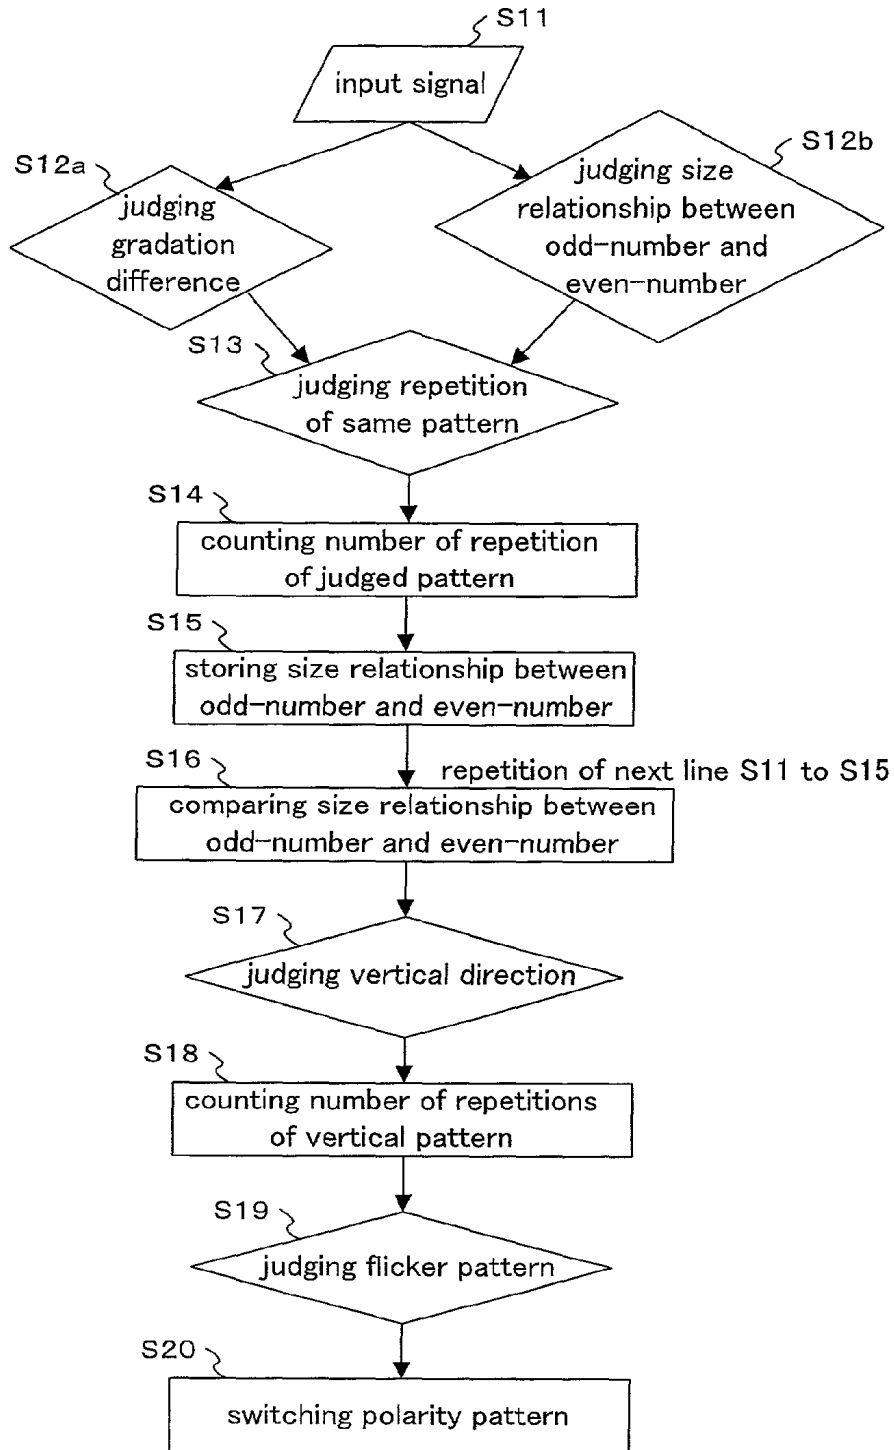 S11
input signal
S12a
judging
gradation
difference
S12b
judging size
relationship between
odd-number and
even-number
S13
judging repetition
of same pattern
S14
counting number of repetition
of judged pattern
S15
storing size relationship between
odd-number and even-number
S16
repetition of next line S11 to S15
comparing size relationship between
odd-number and even-number
S17
judging vertical direction
S18
counting number of repetitions
of vertical pattern
S19
judging flicker pattern
S20
switching polarity pattern